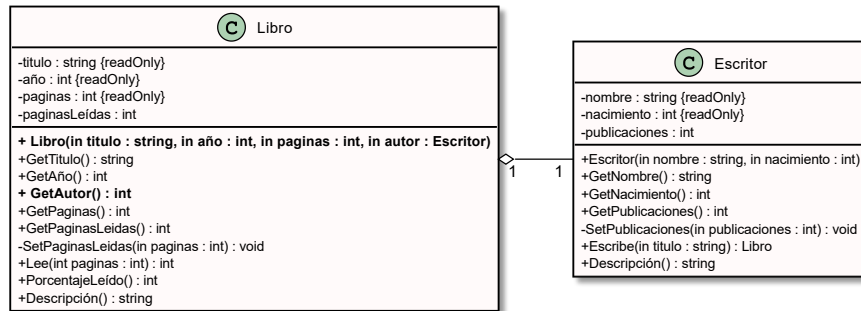 C Libro
-titulo : string {readOnly}
-año : int {readOnly}
-paginas : int {readOnly}
-paginasLeídas : int
+ Libro(in titulo : string, in año : int, in paginas : int, in autor : Escritor)
+GetTitulo() : string
+GetAño() : int
+ GetAutor() : int
+GetPaginas() : int
+GetPaginasLeidas() : int
-SetPaginasLeidas(in paginas : int) : void
+Lee(int paginas : int) : int
+PorcentajeLeído() : int
+Descripción() : string
1 1
C Escritor
-nombre : string {readOnly}
-nacimiento : int {readOnly}
-publicaciones : int
+Escritor(in nombre : string, in nacimiento : int)
+GetNombre() : string
+GetNacimiento() : int
+GetPublicaciones() : int
-SetPublicaciones(in publicaciones : int) : void
+Escribe(in titulo : string) : Libro
+Descripción() : string